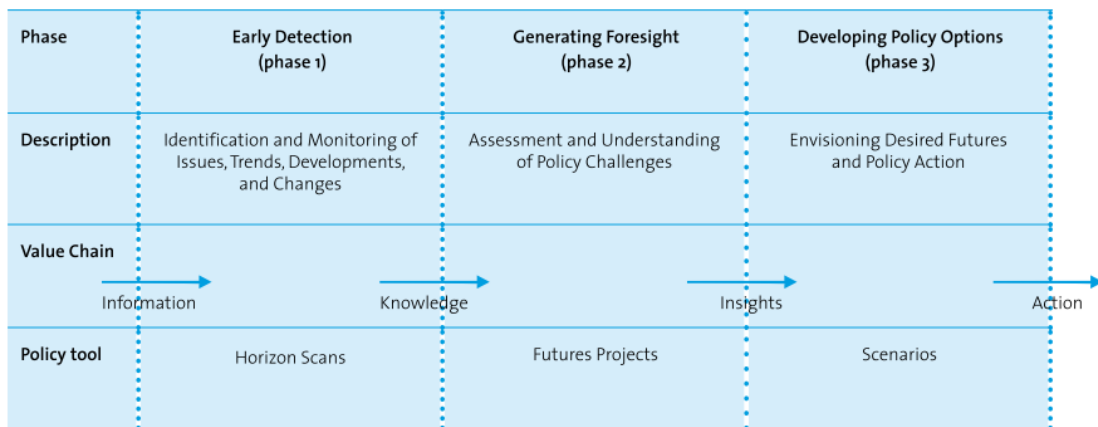 Phase
Early Detection
(phase 1)
Generating Foresight
(phase 2)
Developing Policy Options
(phase 3)
Description
Identification and Monitoring of
Issues, Trends, Developments,
and Changes
Assessment and Understanding
of Policy Challenges
Envisioning Desired Futures
and Policy Action
Value Chain
Information
Knowledge
Insights
Action
Policy tool
Horizon Scans
Futures Projects
Scenarios